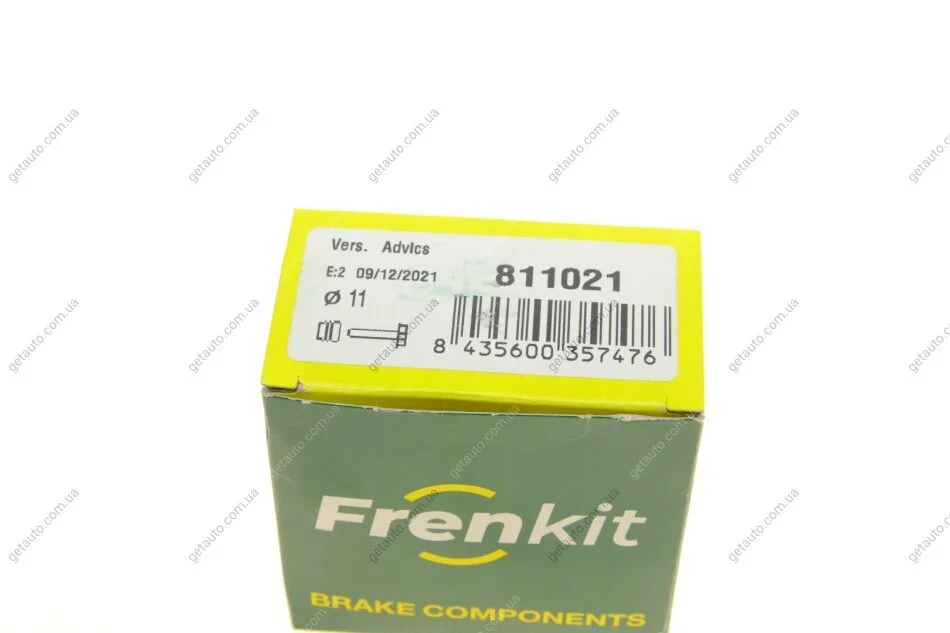 Vers. Advics
E:2 09/12/2021
811021
Ø 11
8 435600 357476
Frenkit
BRAKE COMPONENTS
getauto.com.ua